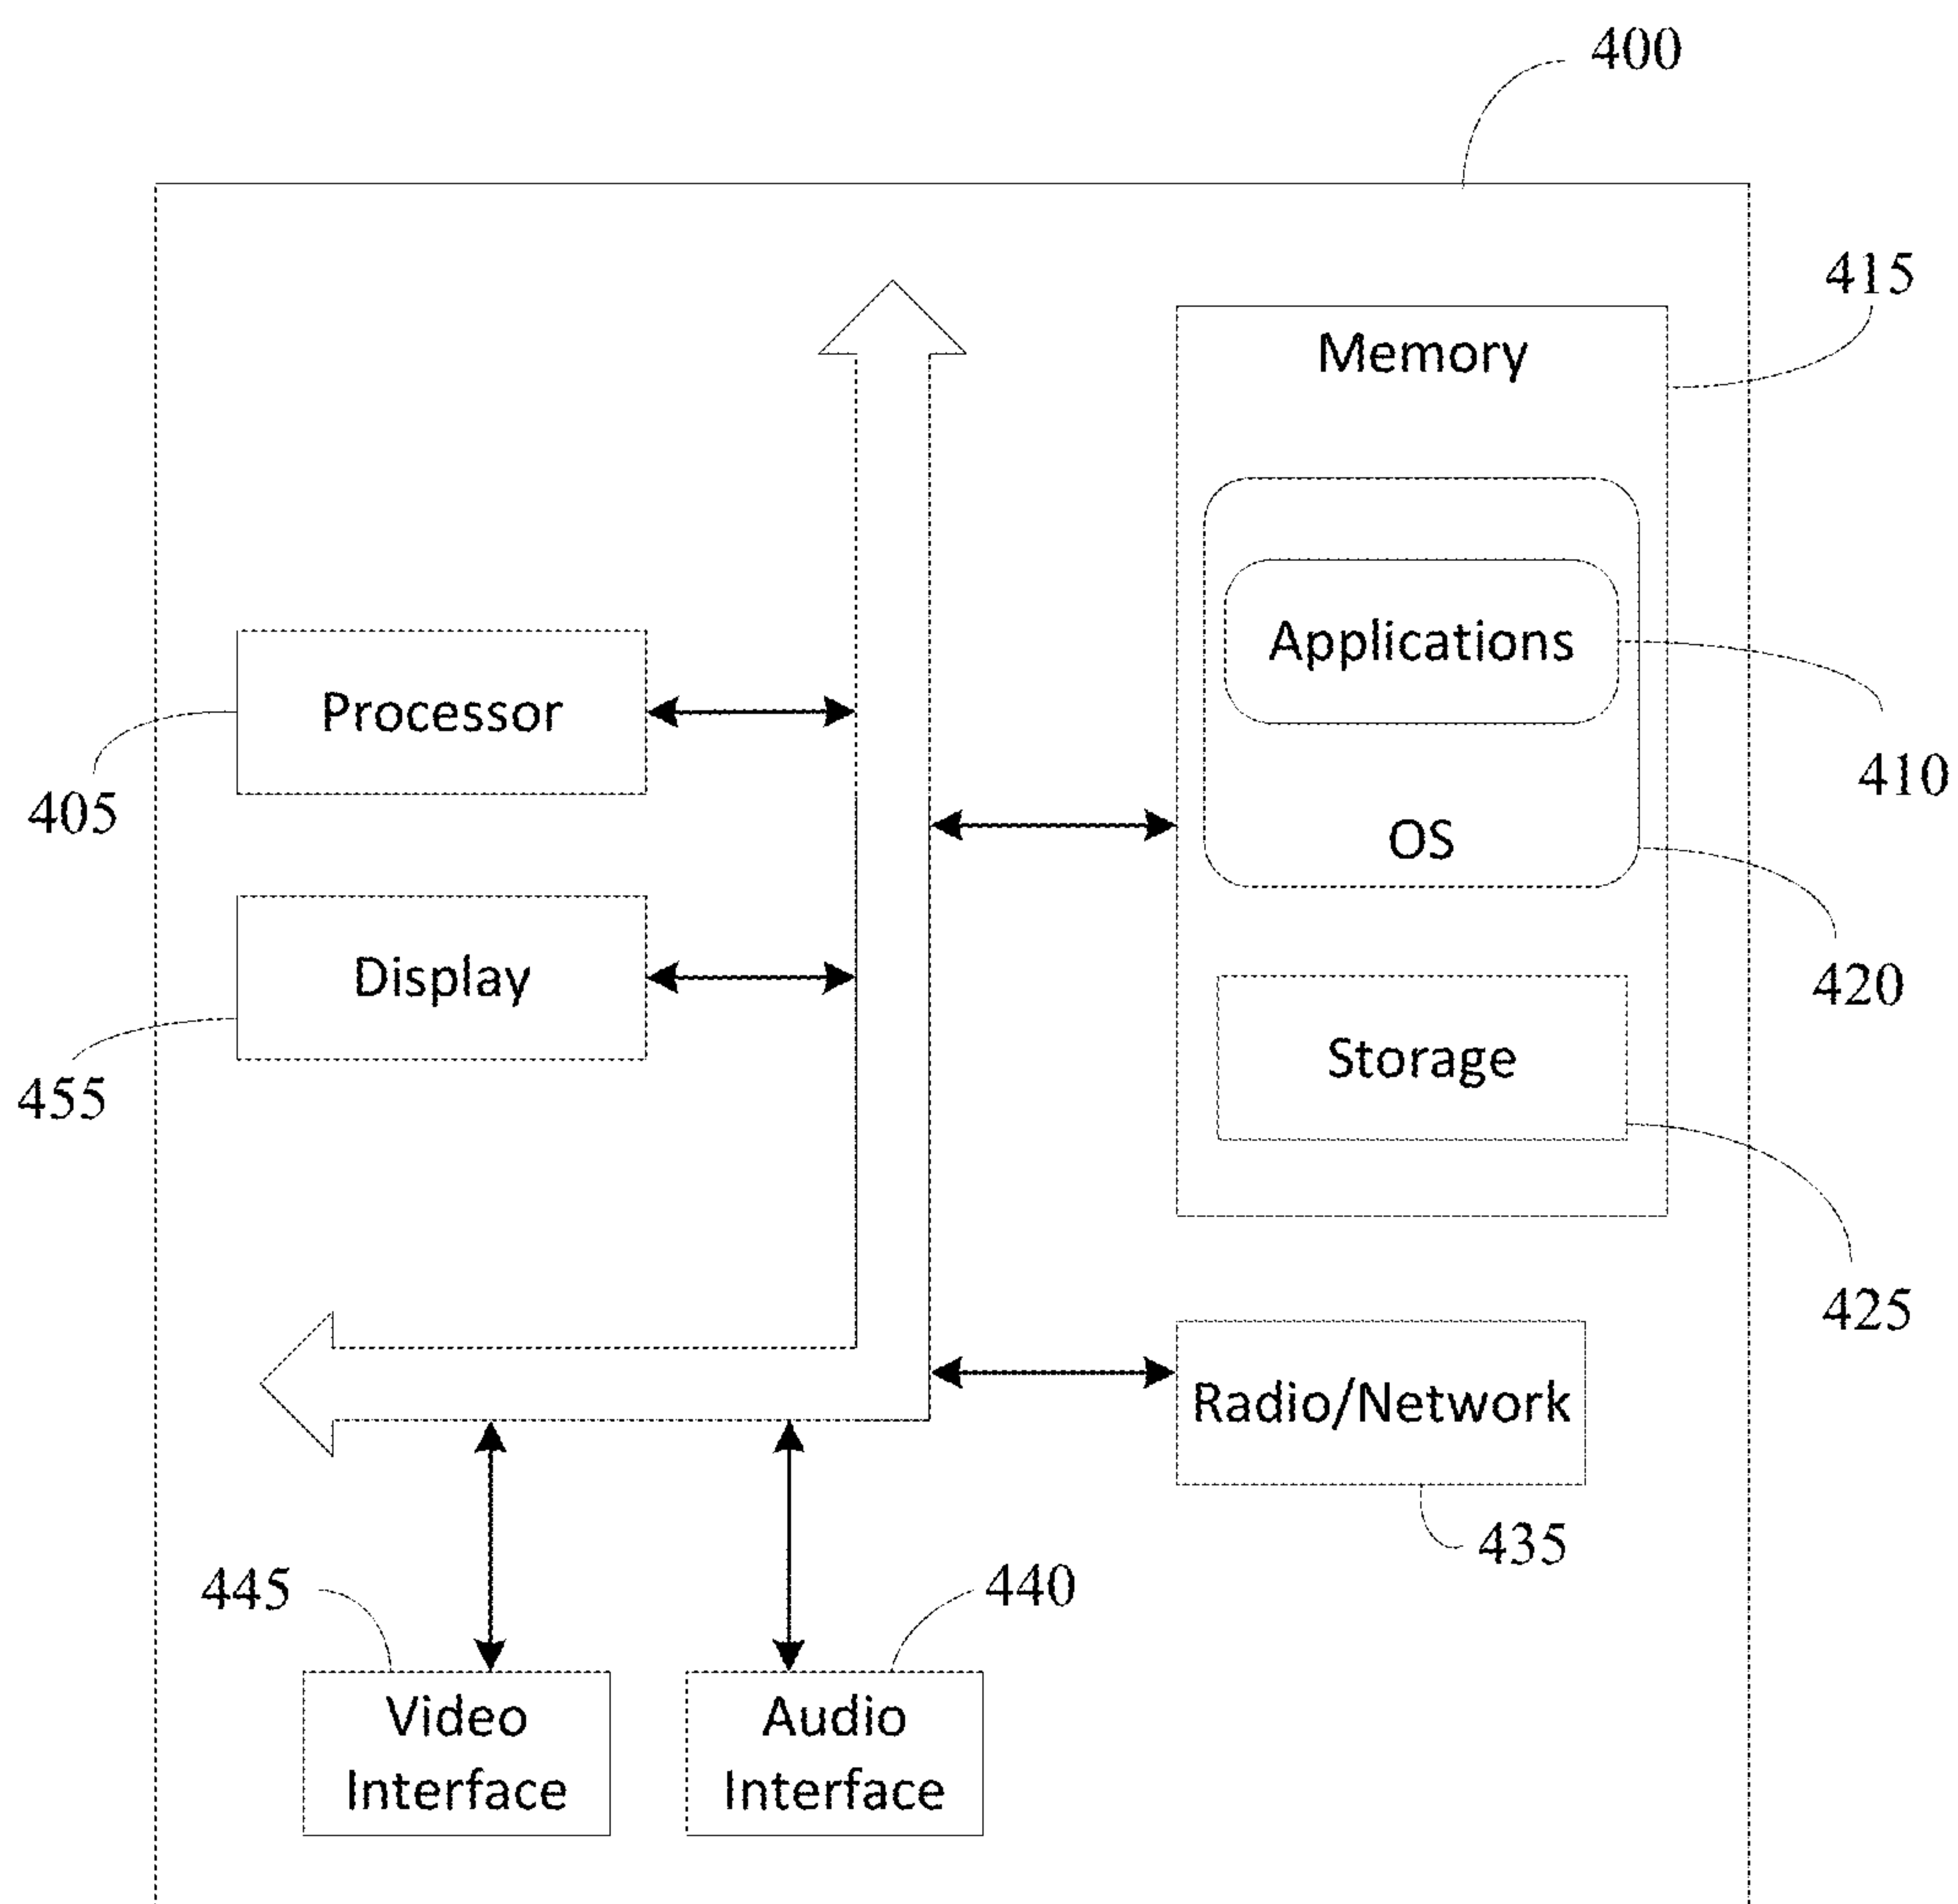 400
415
Memory
Applications
410
Processor
405
OS
420
Display
455
Storage
425
Radio/Network
435
445
440
Video
Interface
Audio
Interface